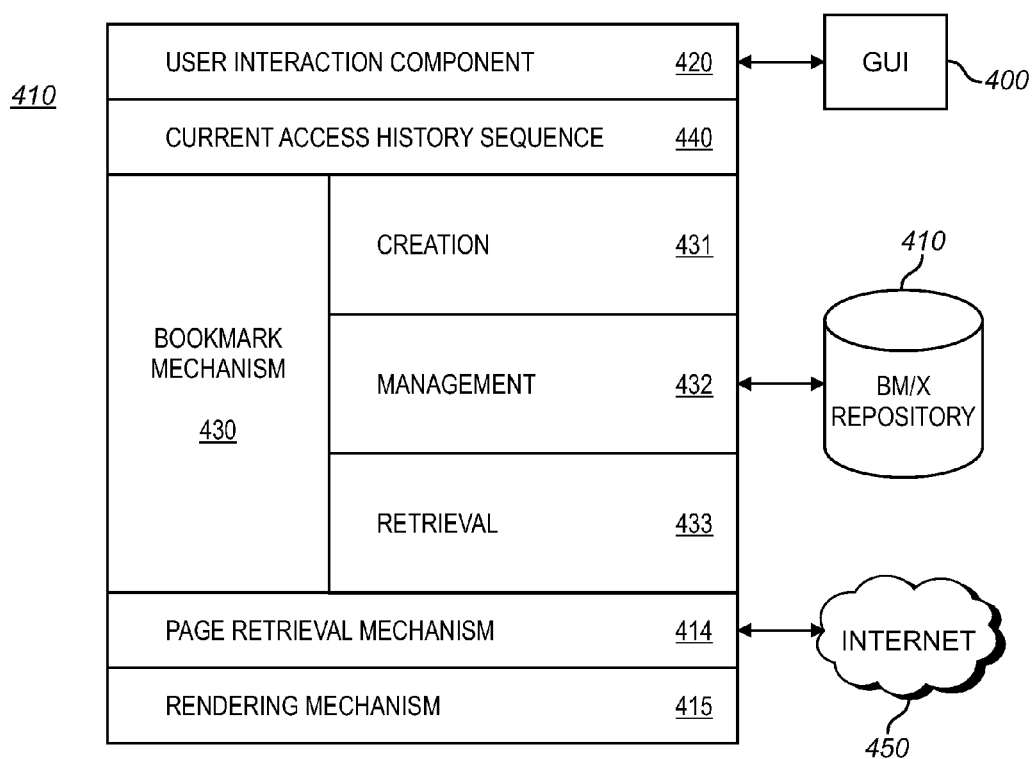 410
USER INTERACTION COMPONENT 420
GUI
400
CURRENT ACCESS HISTORY SEQUENCE 440
BOOKMARK
MECHANISM
430
CREATION 431
MANAGEMENT 432
RETRIEVAL 433
410
BM/X
REPOSITORY
PAGE RETRIEVAL MECHANISM 414
INTERNET
450
RENDERING MECHANISM 415